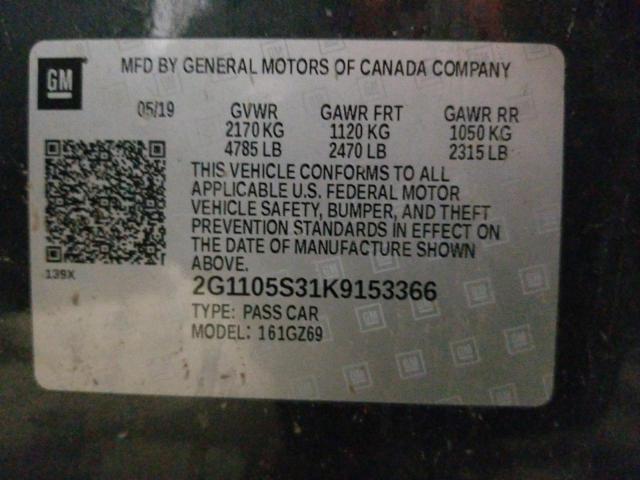 GM
MFD BY GENERAL MOTORS OF CANADA COMPANY
05/19 GVWR GAWR FRT GAWR RR
2170 KG 1120 KG 1050 KG
4785 LB 2470 LB 2315 LB
THIS VEHICLE CONFORMS TO ALL
APPLICABLE U.S. FEDERAL MOTOR
VEHICLE SAFETY, BUMPER, AND THEFT
PREVENTION STANDARDS IN EFFECT ON
THE DATE OF MANUFACTURE SHOWN
ABOVE.
139X
2G1105S31K9153366
TYPE: PASS CAR
MODEL: 161GZ69